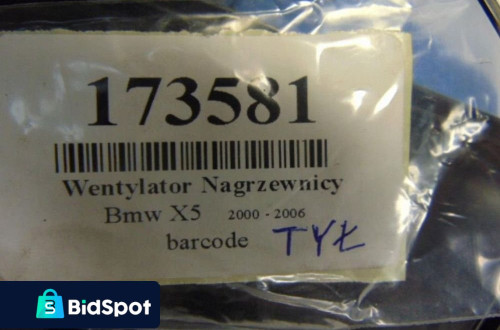 173581
Wentylator Nagrzewnicy
Bmw X5 2000 - 2006
barcode TYŁ
BidSpot